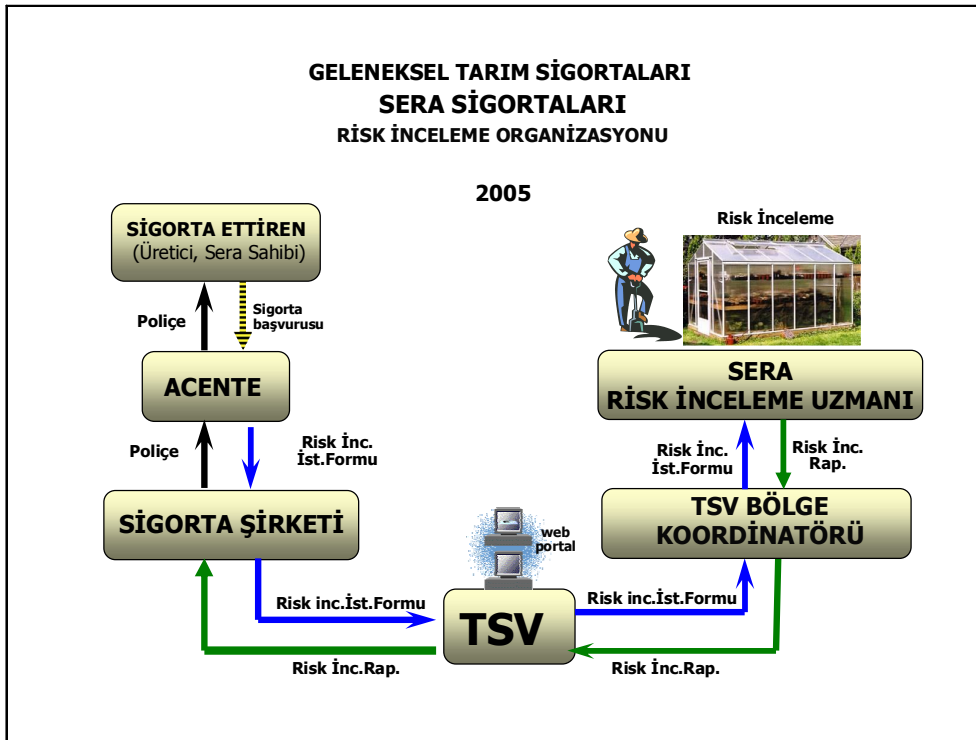 GELENEKSEL TARIM SİGORTALARI
SERA SİGORTALARI
RİSK İNCELEME ORGANİZASYONU
2005
SİGORTA ETTİREN
(Üretici, Sera Sahibi)
Poliçe
Sigorta
başvurusu
ACENTE
Poliçe
Risk İnc.
İst.Formu
SİGORTA ŞİRKETİ
Risk inc.İst.Formu
Risk İnc.Rap.
web
portal
TSV
Risk inc.İst.Formu
Risk İnc.Rap.
Risk İnceleme
SERA
RİSK İNCELEME UZMANI
Risk İnc.
İst.Formu
Risk İnc.
Rap.
TSV BÖLGE
KOORDİNATÖRÜ